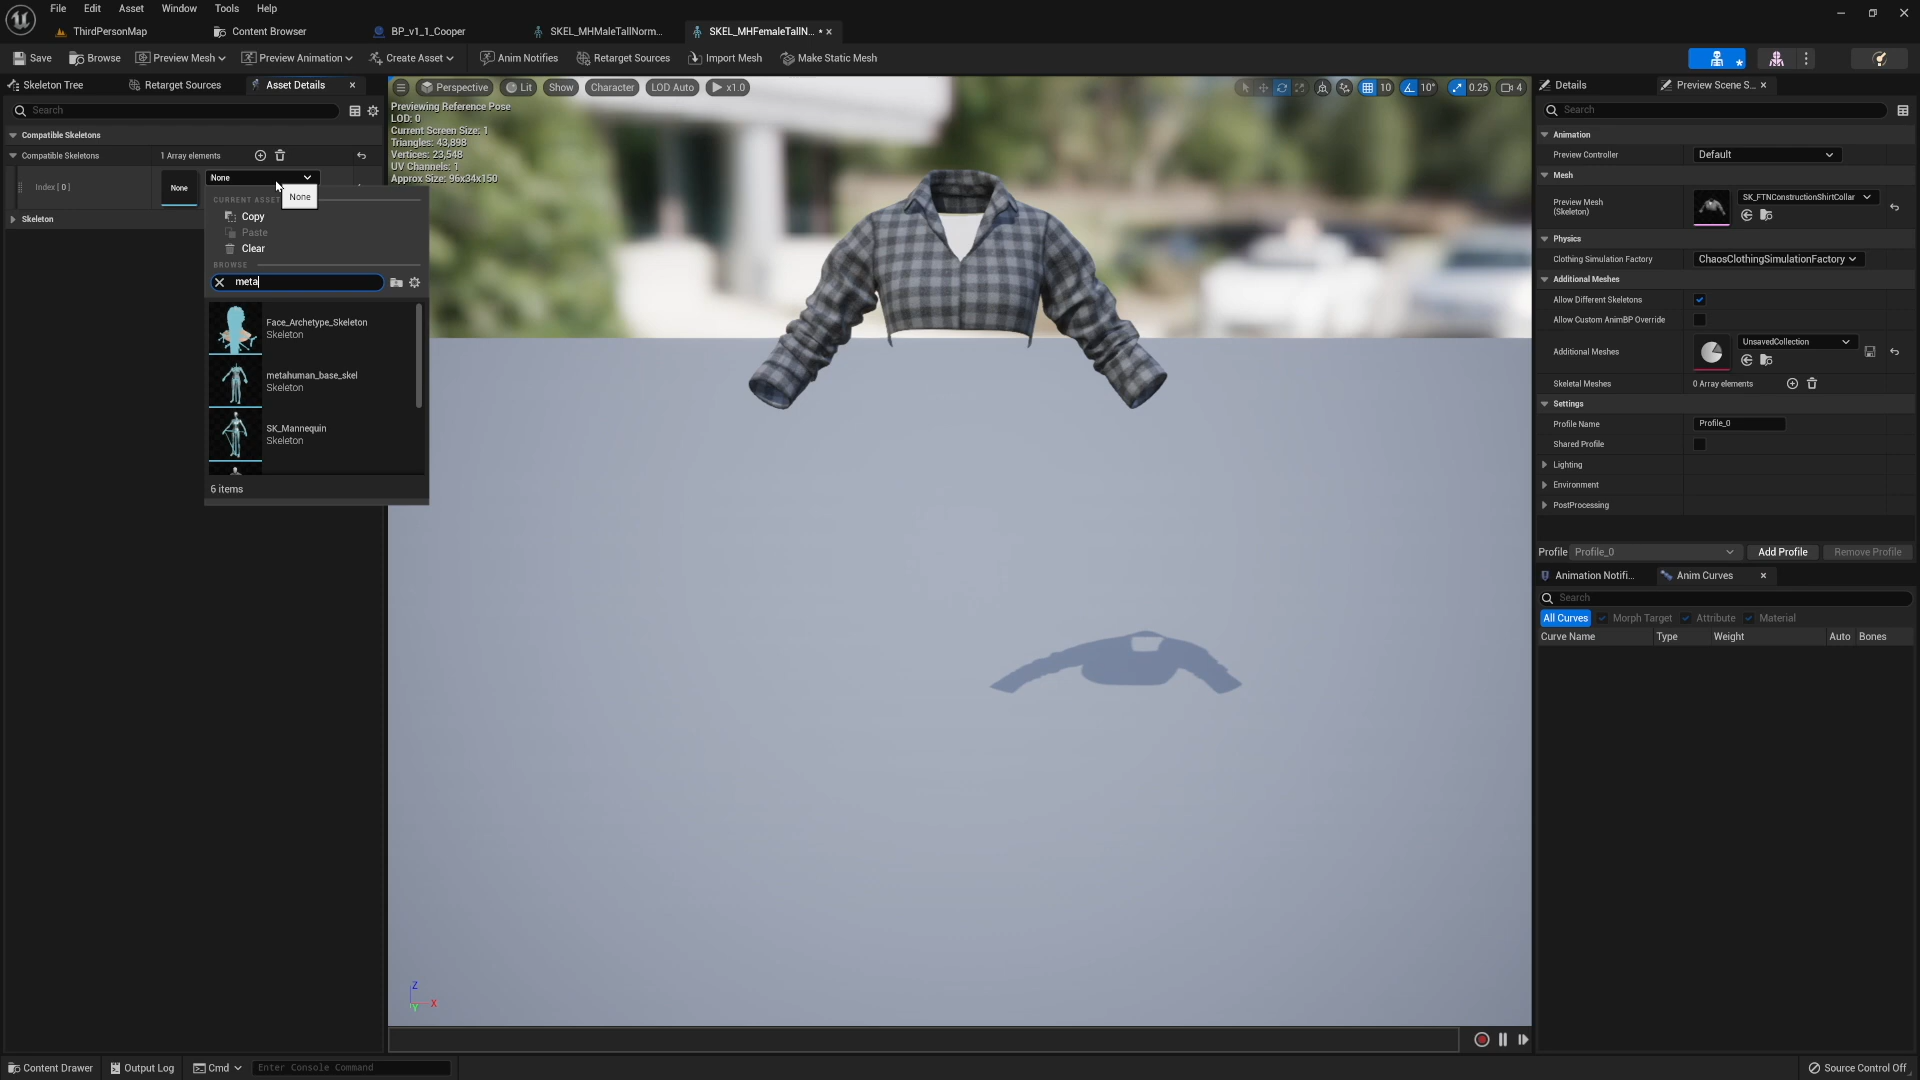 File Edit Asset Window Tools Help
ThirdPersonMap Content Browser BP_v1_1_Cooper SKEL_MHMaleTallNorm... SKEL_MHFemaleTallN... •
Save Browse Preview Mesh Preview Animation Create Asset Anim Notifies Retarget Sources Import Mesh Make Static Mesh
Skeleton Tree Retarget Sources Asset Details
Search
Compatible Skeletons
Compatible Skeletons 1 Array elements
Index [ 0 ] None None
None
Skeleton
CURRENT ASSET
Copy
Paste
Clear
BROWSE
meta
Face_Archetype_Skeleton
Skeleton
metahuman_base_skel
Skeleton
SK_Mannequin
Skeleton
6 items
Perspective Lit Show Character LOD Auto x1.0 10 10° 0.25 4
Previewing Reference Pose
LOD: 0
Current Screen Size: 1
Triangles: 43,898
Vertices: 23,548
UV Channels: 1
Approx Size: 96x34x150
Z
X
Y
Details Preview Scene S...
Search
Animation
Preview Controller Default
Mesh
Preview Mesh
(Skeleton)
SK_FTNConstructionShirtCollar
Physics
Clothing Simulation Factory ChaosClothingSimulationFactory
Additional Meshes
Allow Different Skeletons
Allow Custom AnimBP Override
Additional Meshes UnsavedCollection
Skeletal Meshes 0 Array elements
Settings
Profile Name Profile_0
Shared Profile
Lighting
Environment
PostProcessing
Profile Profile_0 Add Profile Remove Profile
Animation Notifi... Anim Curves
Search
All Curves Morph Target Attribute Material
Curve Name Type Weight Auto Bones
Content Drawer Output Log Cmd Enter Console Command Source Control Off